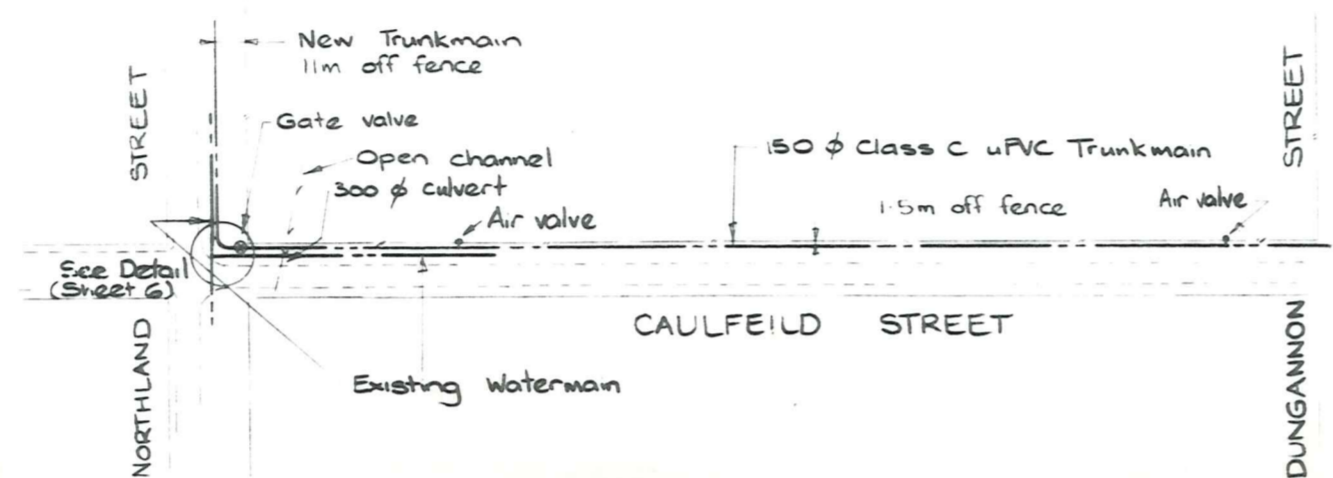 New Trunkmain
11m off fence
STREET
STREET
Gate valve
Open channel
300 φ culvert
Air valve
150 φ Class C uPVC Trunkmain
1.5m off fence
Air valve
See Detail
(Sheet 6)
CAULFEILD STREET
NORTHLAND
Existing Watermain
DUNGANNON